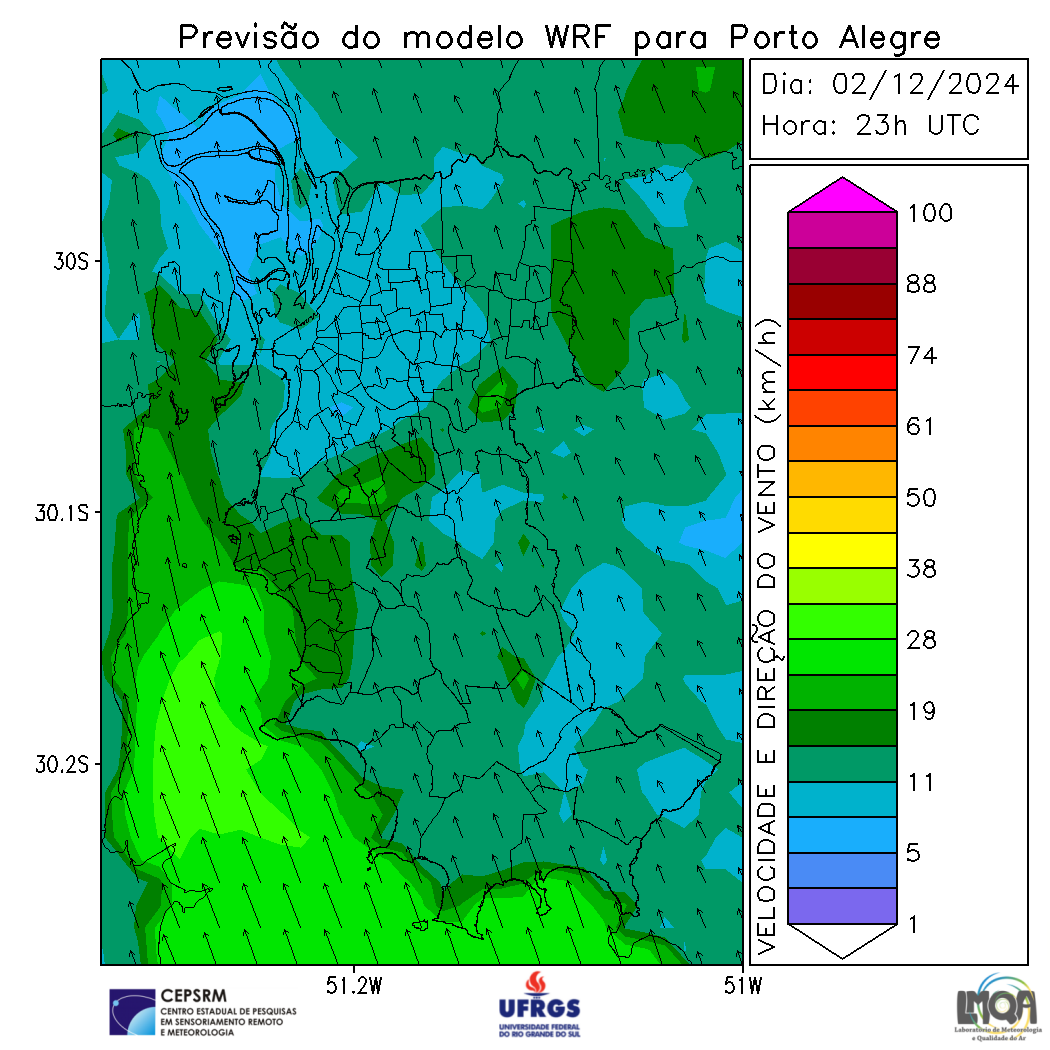 Previsão do modelo WRF para Porto Alegre
Dia: 02/12/2024
Hora: 23h UTC
30S
30.1S
30.2S
51.2W
51W
VELOCIDADE E DIREÇÃO DO VENTO (km/h)
100
88
74
61
50
38
28
19
11
5
1
CEPSRM
CENTRO ESTADUAL DE PESQUISAS
EM SENSORIAMENTO REMOTO
E METEOROLOGIA
UFRGS
UNIVERSIDADE FEDERAL
DO RIO GRANDE DO SUL
LMQA
Laboratório de Meteorologia
e Qualidade do Ar